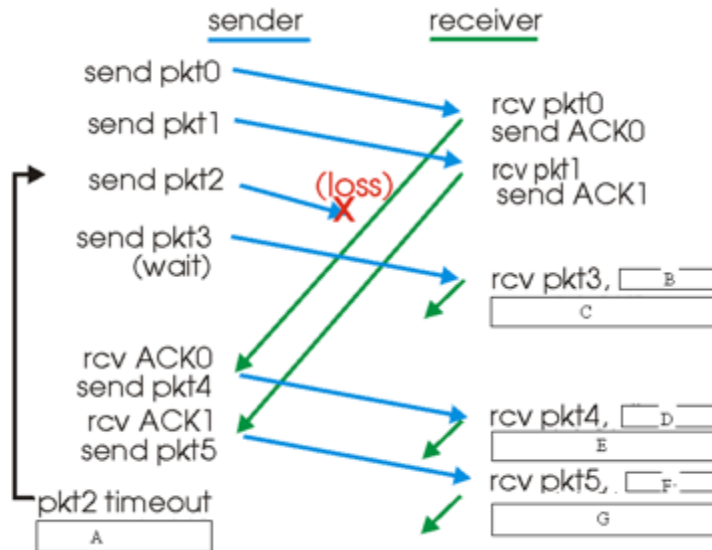 sender
receiver
send pkt0
send pkt1
send pkt2
send pkt3
(wait)
(loss)
X
rcv pkt0
send ACK0
rcv pkt1
send ACK1
rcv pkt3, B
C
rcv ACK0
send pkt4
rcv ACK1
send pkt5
rcv pkt4, D
E
rcv pkt5, F
G
pkt2 timeout
A